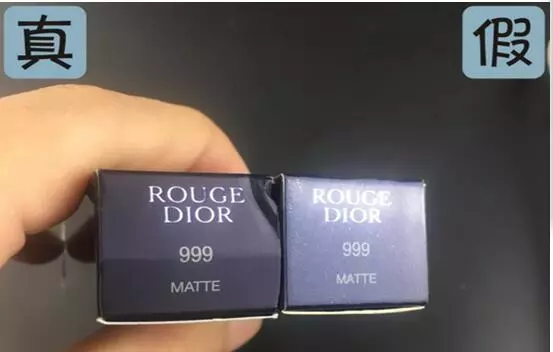 真
假
ROUGE
DIOR
999
MATTE
ROUGE
DIOR
999
MATTE